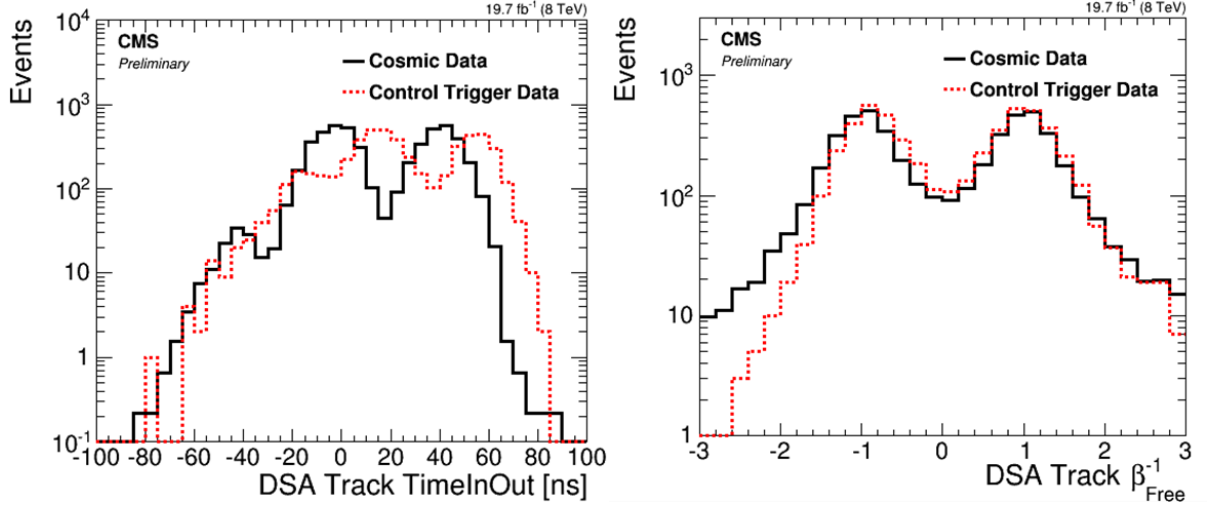 19.7 fb⁻¹ (8 TeV)
CMS
Preliminary
Cosmic Data
Control Trigger Data
Events
10⁴
10³
10²
10
1
10⁻¹
-100 -80 -60 -40 -20 0 20 40 60 80 100
DSA Track TimeInOut [ns]
19.7 fb⁻¹ (8 TeV)
CMS
Preliminary
Cosmic Data
Control Trigger Data
Events
10³
10²
10
1
-3 -2 -1 0 1 2 3
DSA Track β⁻¹Free